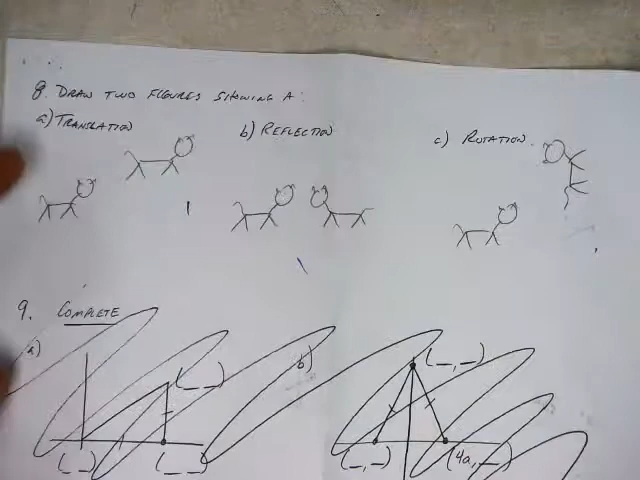 8. DRAW TWO FIGURES SHOWING A:
a) TRANSLATION
b) REFLECTION
c) ROTATION.
9. COMPLETE
a)
b)
(_ _)
(_,_)
(_ _)
(_ _)
(_,_)
(4a,_)